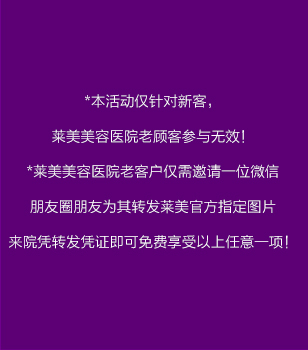 *本活动仅针对新客，
莱美美容医院老顾客参与无效！
*莱美美容医院老客户仅需邀请一位微信
朋友圈朋友为其转发莱美官方指定图片
来院凭转发凭证即可免费享受以上任意一项！